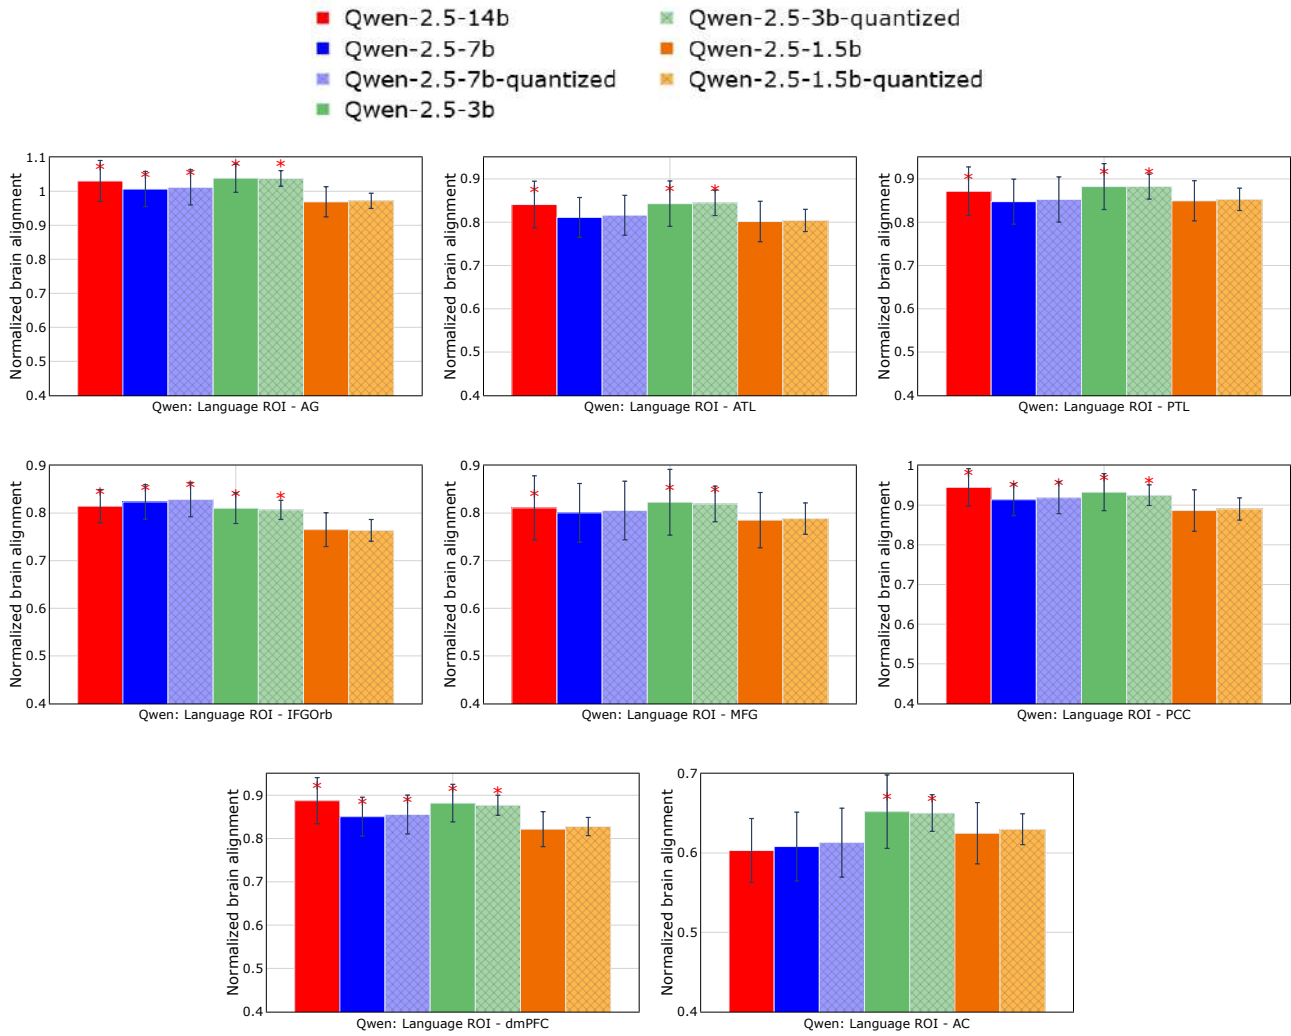 Qwen-2.5-14b
Qwen-2.5-7b
Qwen-2.5-7b-quantized
Qwen-2.5-3b
Qwen-2.5-3b-quantized
Qwen-2.5-1.5b
Qwen-2.5-1.5b-quantized
Normalized brain alignment
1.1
1
0.9
0.8
0.7
0.6
0.5
0.4
* * * * *
Qwen: Language ROI - AG
Normalized brain alignment
0.9
0.8
0.7
0.6
0.5
0.4
* * *
Qwen: Language ROI - ATL
Normalized brain alignment
0.9
0.8
0.7
0.6
0.5
0.4
* * *
Qwen: Language ROI - PTL
Normalized brain alignment
0.9
0.8
0.7
0.6
0.5
0.4
* * * * *
Qwen: Language ROI - IFGOrb
Normalized brain alignment
0.9
0.8
0.7
0.6
0.5
0.4
* * *
Qwen: Language ROI - MFG
Normalized brain alignment
1
0.9
0.8
0.7
0.6
0.5
0.4
* * * * *
Qwen: Language ROI - PCC
Normalized brain alignment
0.9
0.8
0.7
0.6
0.5
0.4
* * * * *
Qwen: Language ROI - dmPFC
Normalized brain alignment
0.7
0.6
0.5
0.4
* *
Qwen: Language ROI - AC